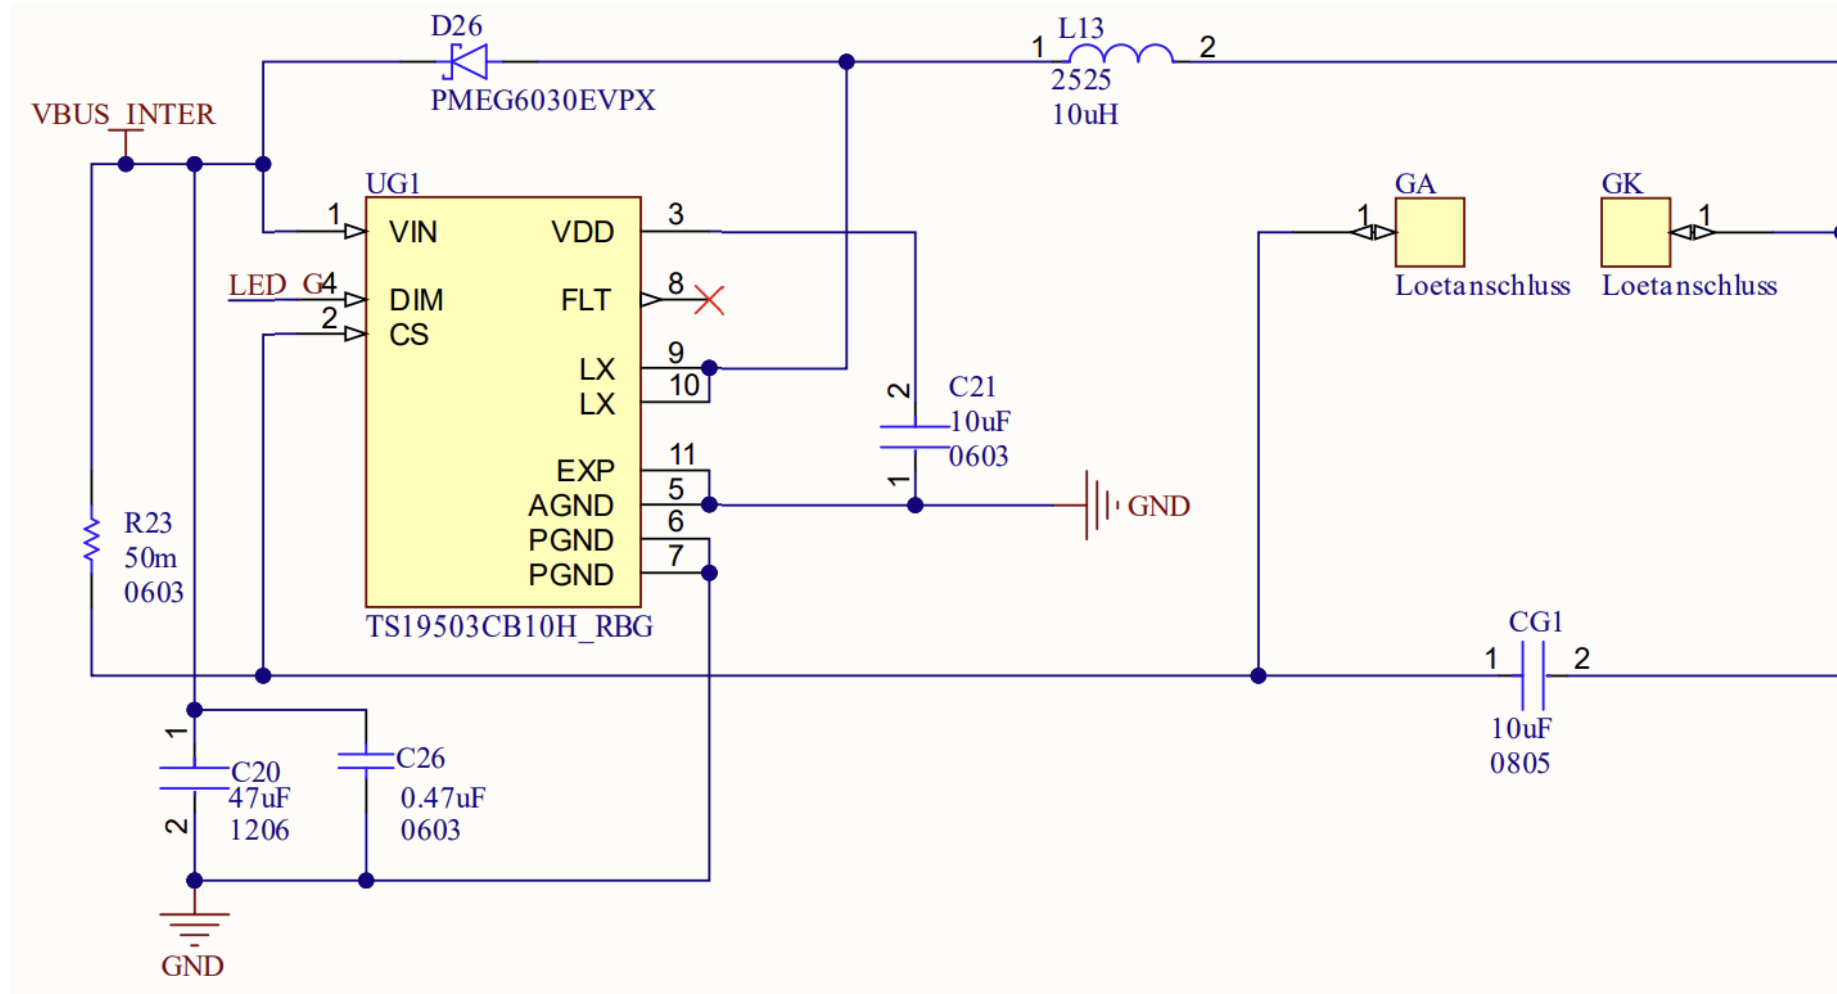 D26
PMEG6030EVPX
1
L13
2
2525
10uH
VBUS_INTER
UG1
1
VIN
LED_G
4
DIM
2
CS
VDD
3
FLT
8
LX
9
LX
10
EXP
11
AGND
5
PGND
6
PGND
7
TS19503CB10H_RBG
2
C21
10uF
0603
1
GND
GA
1
Loetanschluss
GK
1
Loetanschluss
R23
50m
0603
CG1
1
2
10uF
0805
1
C20
47uF
1206
2
C26
0.47uF
0603
GND